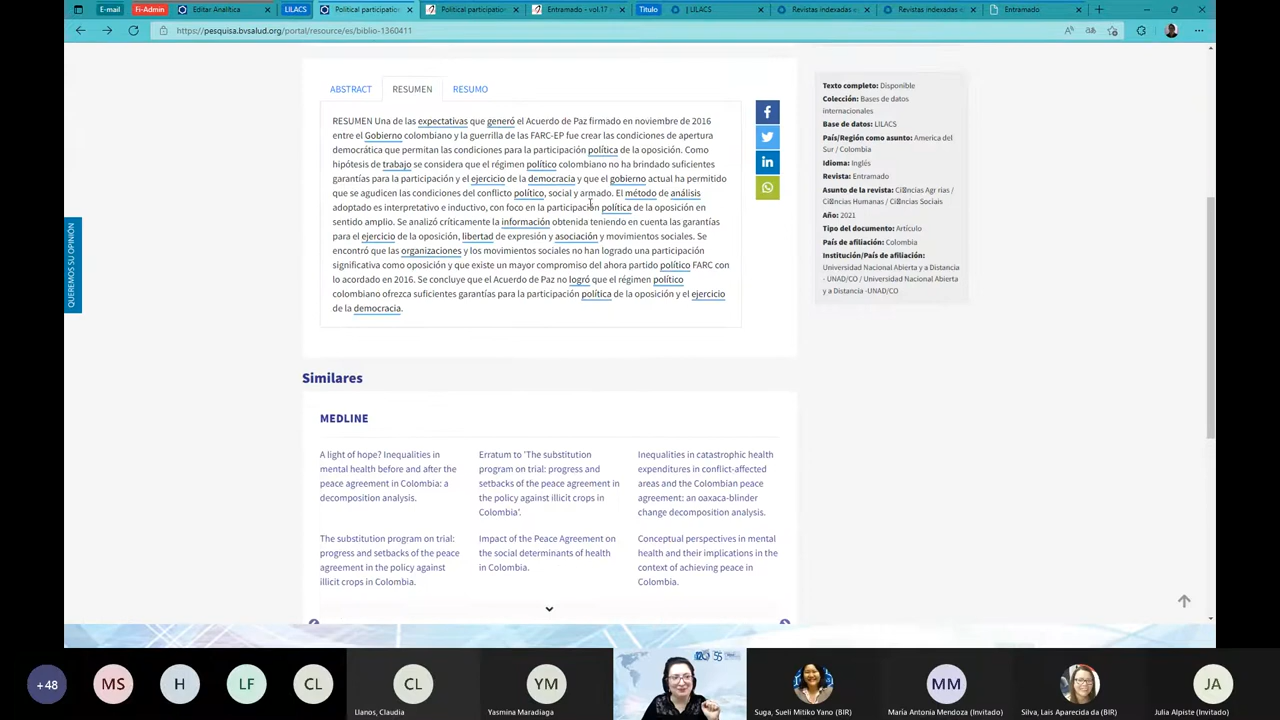 E-mail
Fi-Admin
Editar Analítica
LILACS
Political participation
Political participation
Entramado – vol.17 n
Titulo
| LILACS
Revistas indexadas e
Revistas indexadas e
Entramado
https://pesquisa.bvsalud.org/portal/resource/es/biblio-1360411
ABSTRACT
RESUMEN
RESUMO
RESUMEN Una de las expectativas que generó el Acuerdo de Paz firmado en noviembre de 2016
entre el Gobierno colombiano y la guerrilla de las FARC-EP fue crear las condiciones de apertura
democrática que permitan las condiciones para la participación política de la oposición. Como
hipótesis de trabajo se considera que el régimen político colombiano no ha brindado suficientes
garantías para la participación y el ejercicio de la democracia y que el gobierno actual ha permitido
que se agudicen las condiciones del conflicto político, social y armado. El método de análisis
adoptado es interpretativo e inductivo, con foco en la participación política de la oposición en
sentido amplio. Se analizó críticamente la información obtenida teniendo en cuenta las garantías
para el ejercicio de la oposición, libertad de expresión y asociación y movimientos sociales. Se
encontró que las organizaciones y los movimientos sociales no han logrado una participación
significativa como oposición y que existe un mayor compromiso del ahora partido político FARC con
lo acordado en 2016. Se concluye que el Acuerdo de Paz no logró que el régimen político
colombiano ofrezca suficientes garantías para la participación política de la oposición y el ejercicio
de la democracia.
Texto completo: Disponible
Colección: Bases de datos
internacionales
Base de datos: LILACS
País/Región como asunto: America del
Sur / Colombia
Idioma: Inglés
Revista: Entramado
Asunto de la revista:
Ciências Humanas / Ciências Sociais
Año: 2021
Tipo del documento: Artículo
País de afiliación: Colombia
Institución/País de afiliación:
Universidad Nacional Abierta y a Distancia
- UNAD/CO / Universidad Nacional Abierta
y a Distancia -UNAD/CO
QUEREMOS SU OPINIÓN
Similares
MEDLINE
A light of hope? Inequalities in
mental health before and after the
peace agreement in Colombia: a
decomposition analysis.
Erratum to 'The substitution
program on trial: progress and
setbacks of the peace agreement in
the policy against illicit crops in
Colombia'.
Inequalities in catastrophic health
expenditures in conflict-affected
areas and the Colombian peace
agreement: an oaxaca-blinder
change decomposition analysis.
The substitution program on trial:
progress and setbacks of the peace
agreement in the policy against
illicit crops in Colombia.
Impact of the Peace Agreement on
the social determinants of health
in Colombia.
Conceptual perspectives in mental
health and their implications in the
context of achieving peace in
Colombia.
+48
MS
H
LF
CL
CL
Llanos, Claudia
YM
Yasmina Maradiaga
Suga, Sueli Mitiko Yano (BIR)
MM
María Antonia Mendoza (Invitado)
Silva, Lais Aparecida da (BIR)
JA
Julia Alpiste (Invitado)